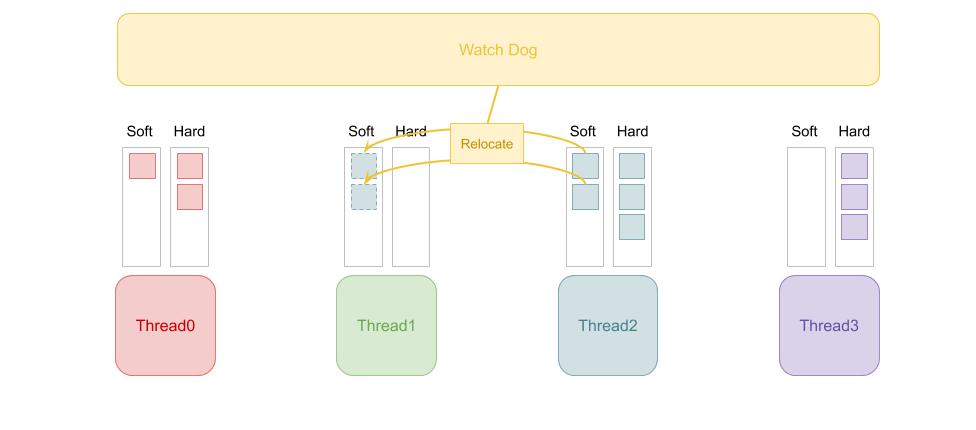 Watch Dog
Soft Hard Soft Hard Soft Hard Soft Hard
Relocate
Thread0 Thread1 Thread2 Thread3